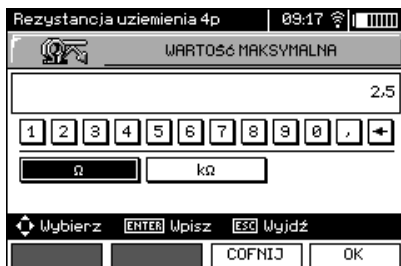 Rezystancja uziemienia 4p 09:17
WARTOŚĆ MAKSYMALNA
2,5
1 2 3 4 5 6 7 8 9 0 , ←
Ω kΩ
Wybierz ENTER Wpisz ESC Wyjdź
COFNIJ OK